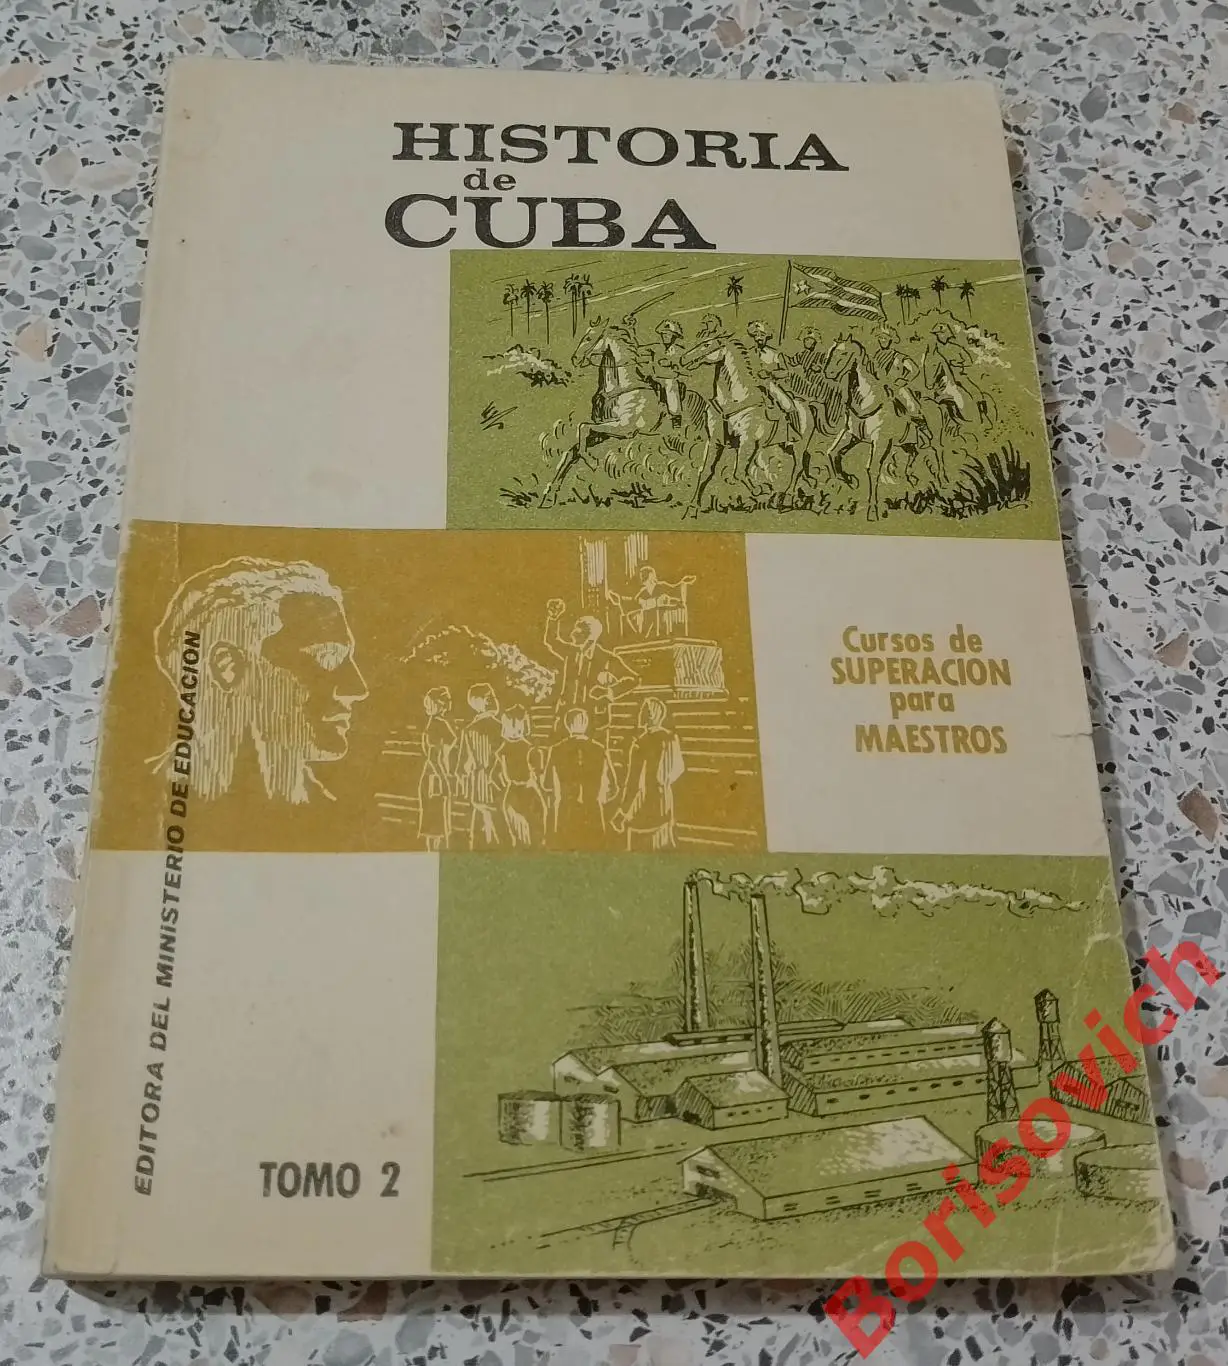 HISTORIA
de
CUBA
Cursos de
SUPERACION
para
MAESTROS
EDITORA DEL MINISTERIO DE EDUCACION
TOMO 2
Borisovich